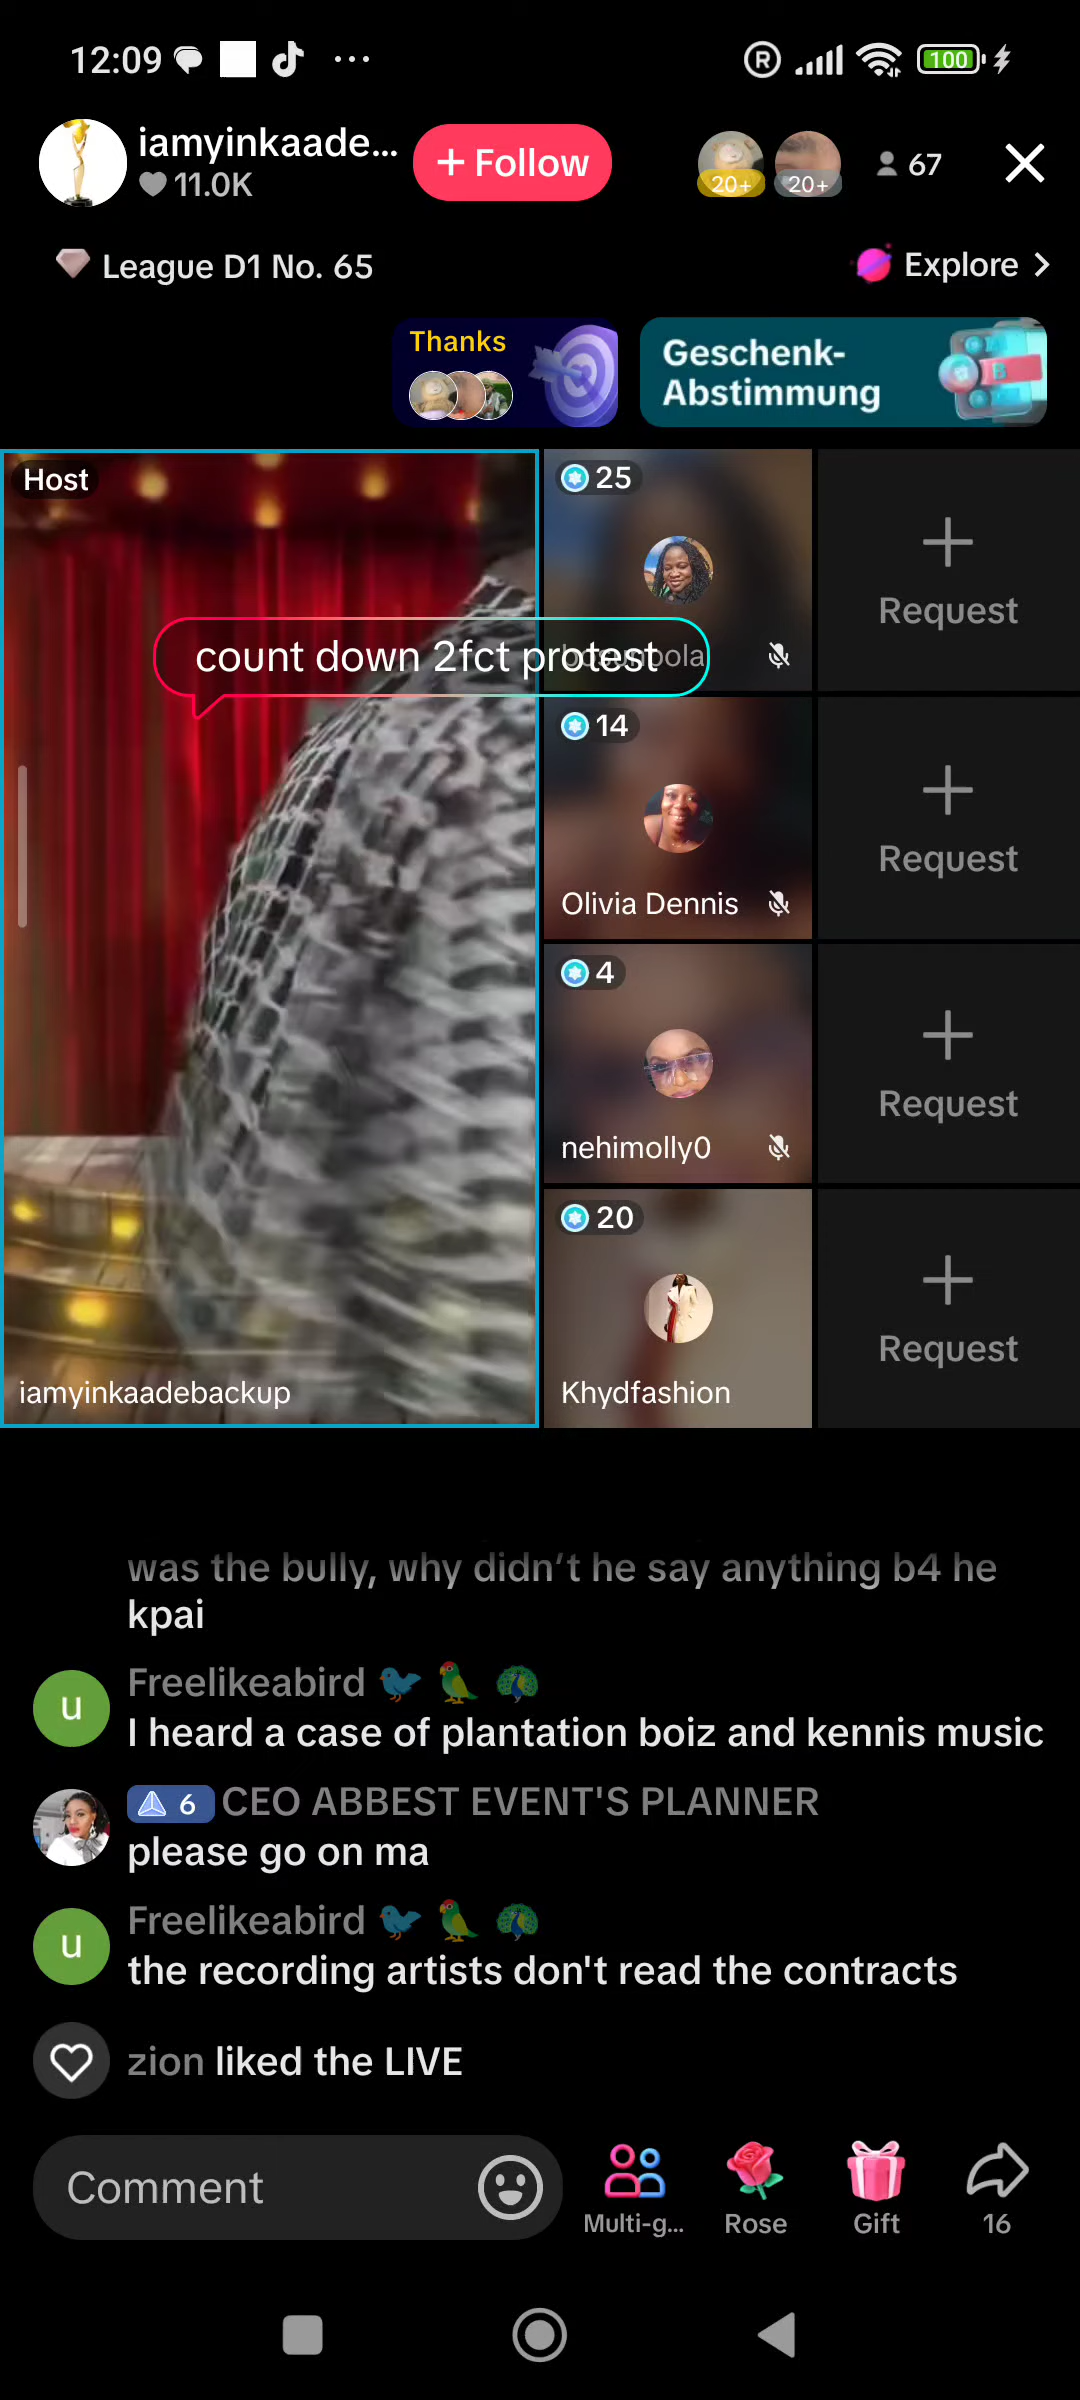 12:09
R
100
iamyinkaade...
11.0K
+ Follow
20+
20+
67
League D1 No. 65
Explore
Thanks
Geschenk-
Abstimmung
Host
25
Request
count down 2fct protest
14
Request
Olivia Dennis
4
Request
nehimolly0
20
Request
iamyinkaadebackup
Khydfashion
was the bully, why didn’t he say anything b4 he
kpai
u
Freelikeabird 🐦 🦜 🦚
I heard a case of plantation boiz and kennis music
6 CEO ABBEST EVENT'S PLANNER
please go on ma
u
Freelikeabird 🐦 🦜 🦚
the recording artists don't read the contracts
zion liked the LIVE
Comment
Multi-g...
Rose
Gift
16